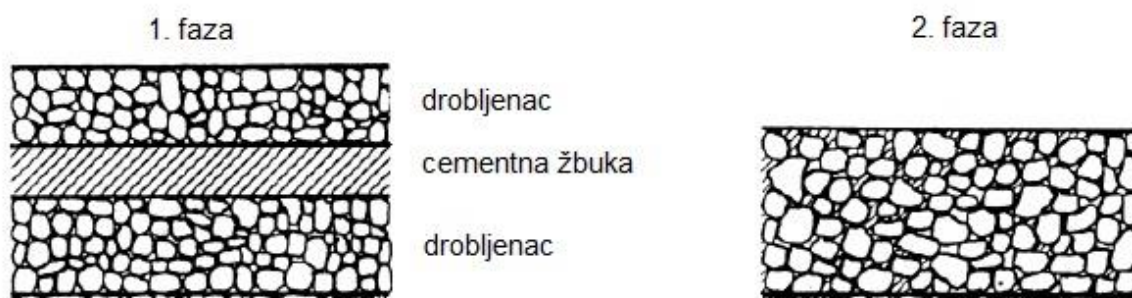 1. faza
2. faza
drobljenac
cementna žbuka
drobljenac